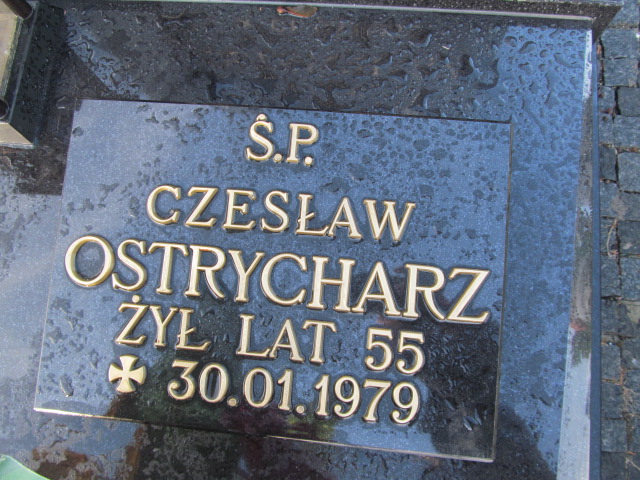 Ś.P.
CZESŁAW
OSTRYCHARZ
ŻYŁ LAT 55
✠ 30.01.1979